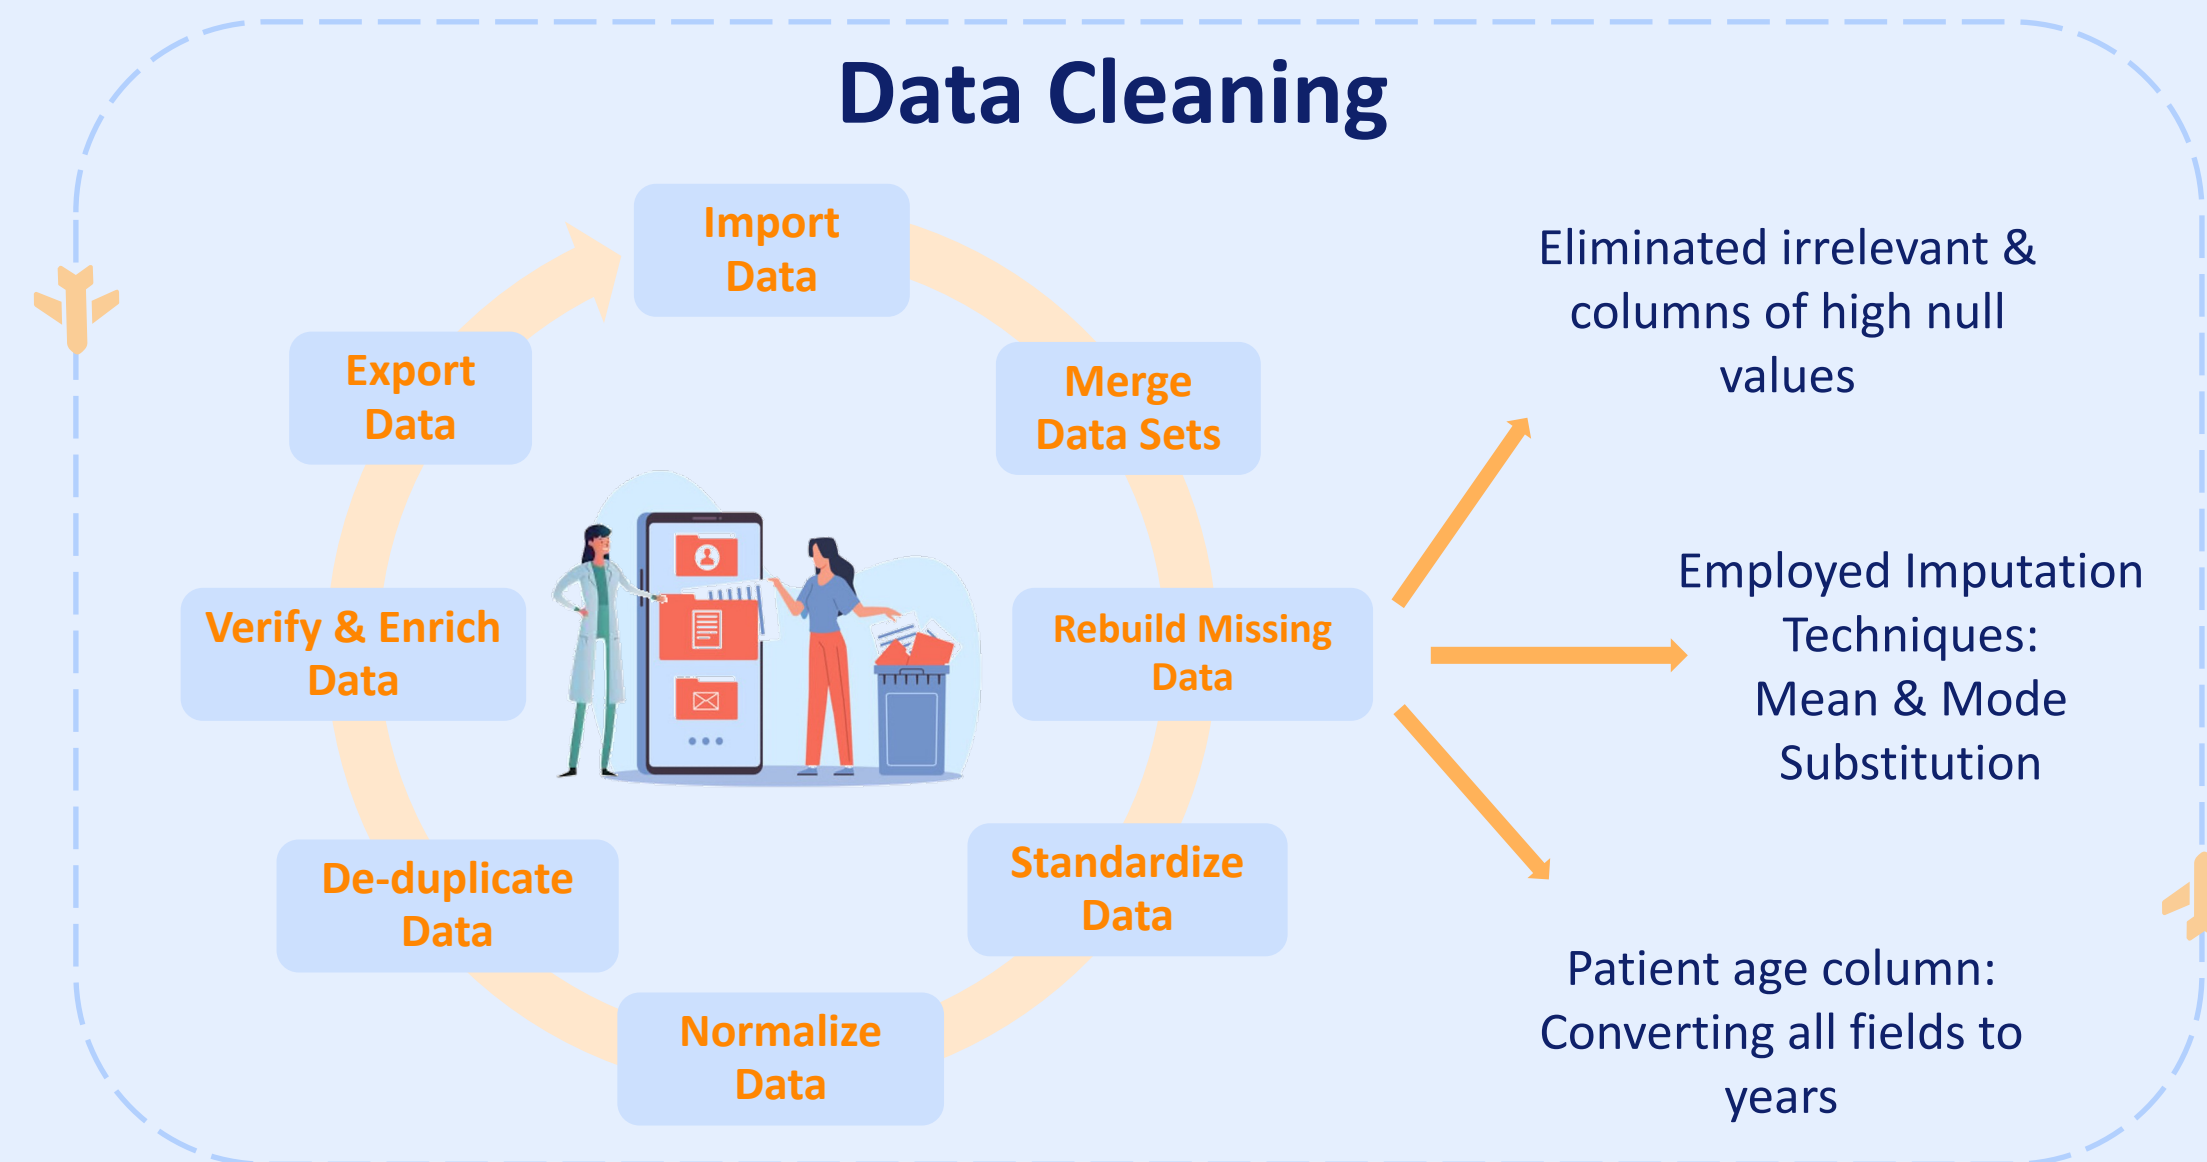 Data Cleaning
Import
Data
Merge
Data Sets
Rebuild Missing
Data
Standardize
Data
Normalize
Data
De-duplicate
Data
Verify & Enrich
Data
Export
Data
Eliminated irrelevant &
columns of high null
values
Employed Imputation
Techniques:
Mean & Mode
Substitution
Patient age column:
Converting all fields to
years